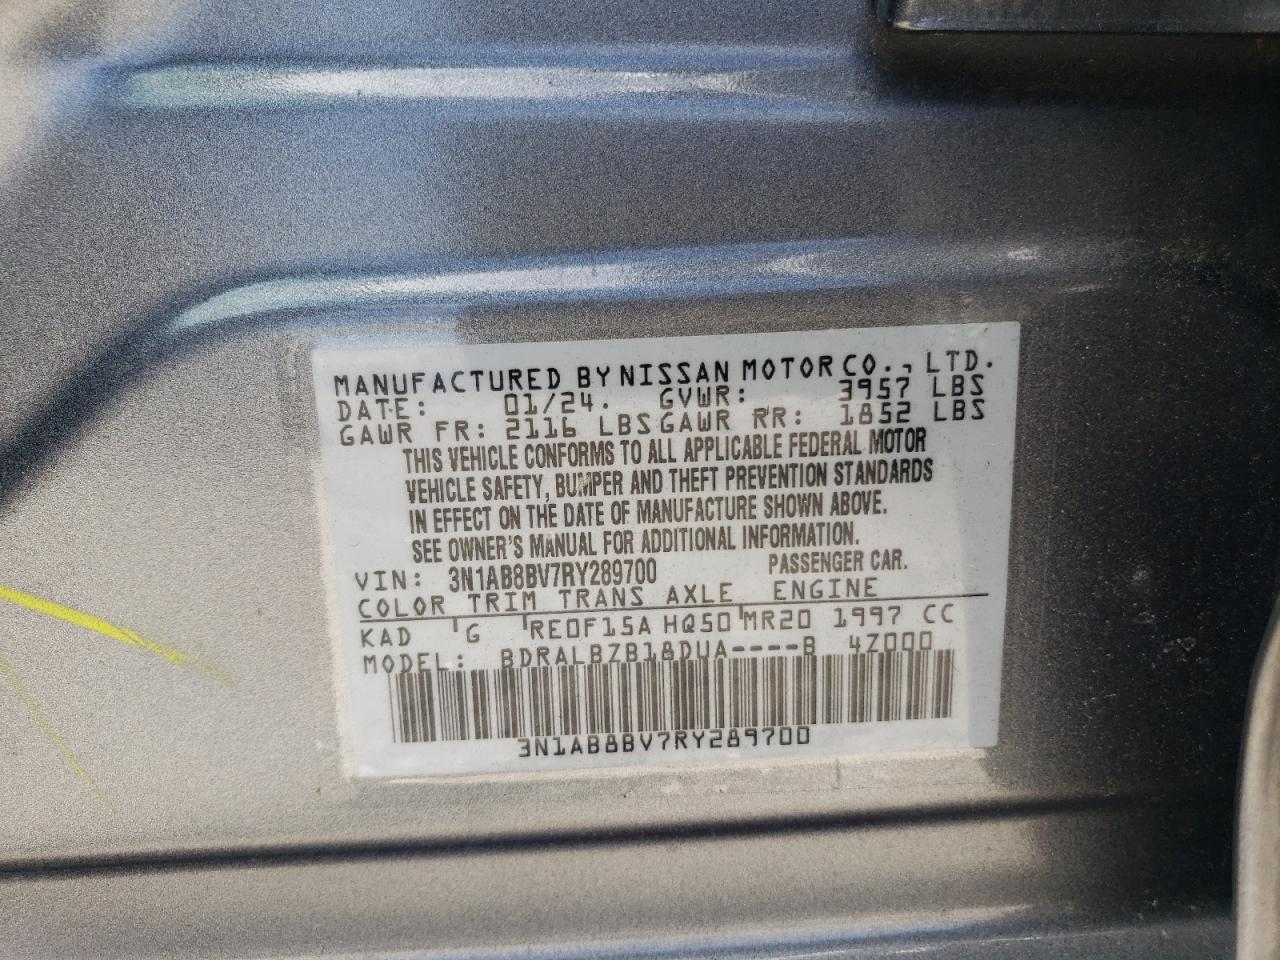 MANUFACTURED BY NISSAN MOTOR CO., LTD.
DATE: 01/24. GVWR: 3957 LBS
GAWR FR: 2116 LBS GAWR RR: 1852 LBS
THIS VEHICLE CONFORMS TO ALL APPLICABLE FEDERAL MOTOR
VEHICLE SAFETY, BUMPER AND THEFT PREVENTION STANDARDS
IN EFFECT ON THE DATE OF MANUFACTURE SHOWN ABOVE.
SEE OWNER'S MANUAL FOR ADDITIONAL INFORMATION.
VIN: 3N1AB8BV7RY289700 PASSENGER CAR.
COLOR TRIM TRANS AXLE ENGINE
KAD G RE0F15A HQ50 MR20 1997 CC
MODEL: BDRALBZB18DUA----B 4Z000
3N1AB8BV7RY289700